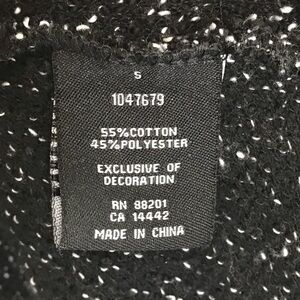 S
1047679
55%COTTON
45%POLYESTER
EXCLUSIVE OF
DECORATION
RN 88201
CA 14442
MADE IN CHINA